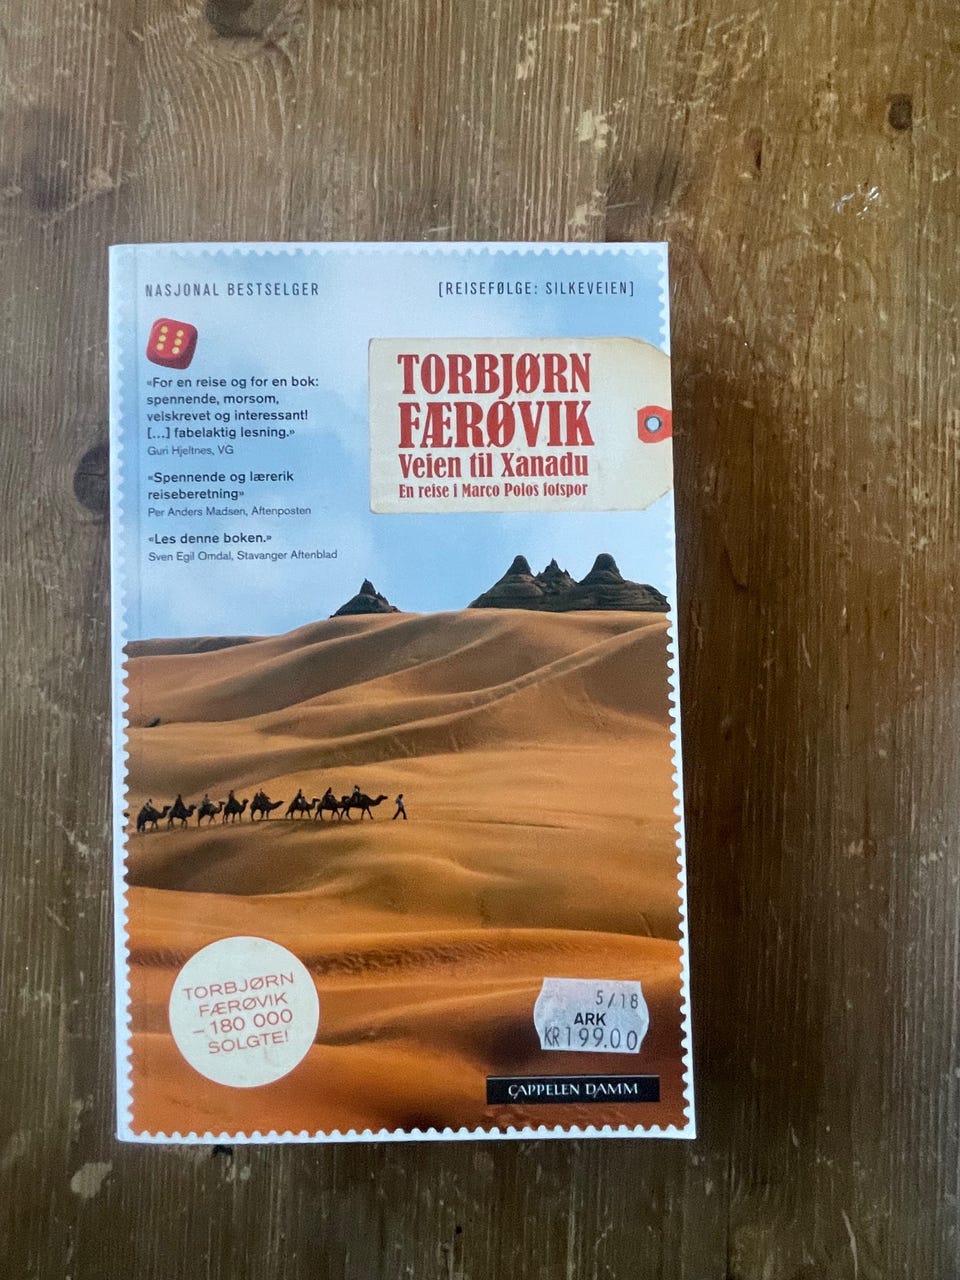 NASJONAL BESTSELGER
[REISEFØLGE: SILKEVEIEN]
«For en reise og for en bok:
spennende, morsom,
velskrevet og interessant!
[...] fabelaktig lesning.»
Guri Hjeltnes, VG
«Spennende og lærerik
reiseberetning»
Per Anders Madsen, Aftenposten
«Les denne boken.»
Sven Egil Omdal, Stavanger Aftenblad
TORBJØRN
FÆRØVIK
Veien til Xanadu
En reise i Marco Polos fotspor
TORBJØRN
FÆRØVIK
– 180 000
SOLGTE!
5/18
ARK
KR199.00
CAPPELEN DAMM